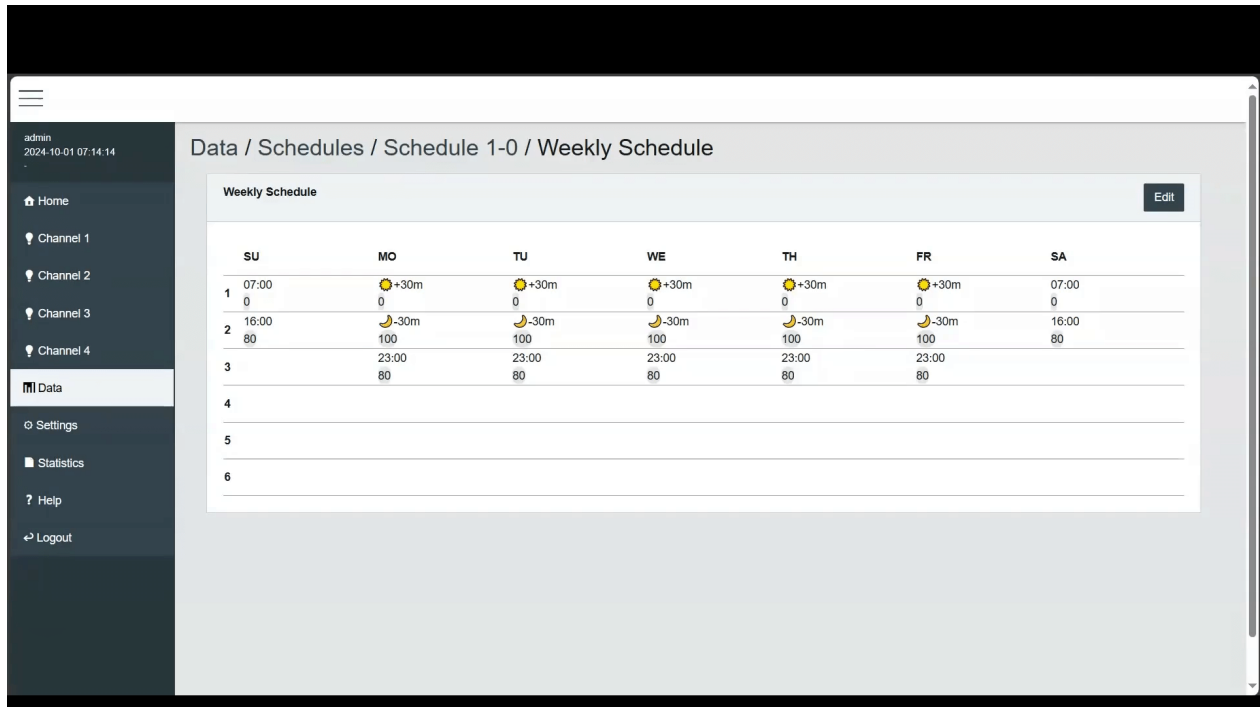 admin
2024-10-01 07:14:14
-
Home
Channel 1
Channel 2
Channel 3
Channel 4
Data
Settings
Statistics
? Help
Logout
Data / Schedules / Schedule 1-0 / Weekly Schedule
Weekly Schedule
Edit
SU MO TU WE TH FR SA
1
07:00 +30m +30m +30m +30m +30m 07:00
0 0 0 0 0 0 0
2
16:00 -30m -30m -30m -30m -30m 16:00
80 100 100 100 100 100 80
3
23:00 23:00 23:00 23:00 23:00
80 80 80 80 80
4
5
6